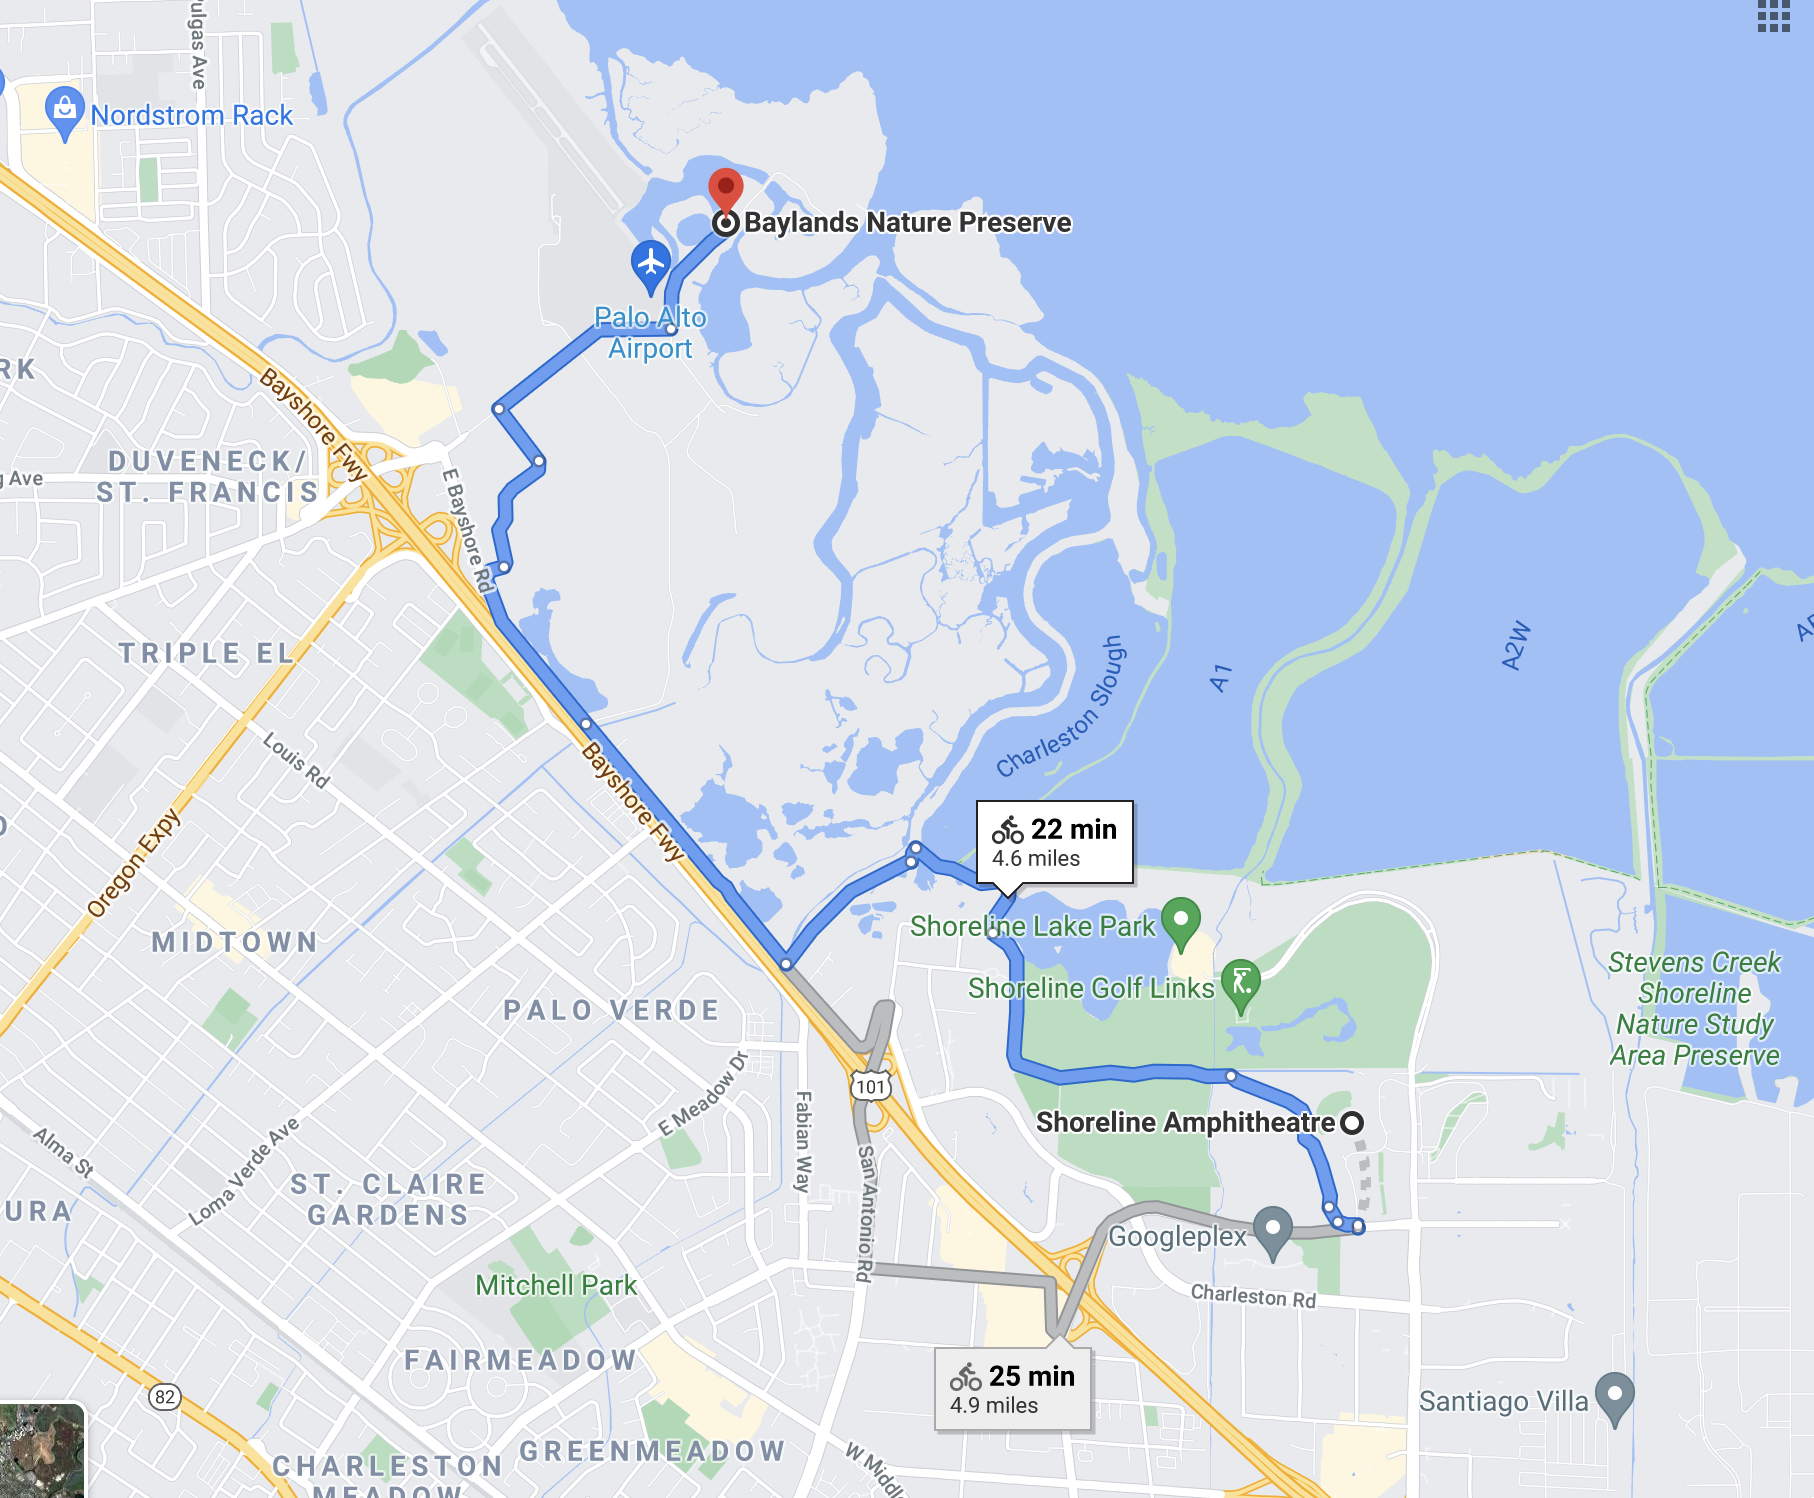 Nordstrom Rack
Baylands Nature Preserve
Palo Alto
Airport
Bayshore Fwy
DUVENECK/
ST. FRANCIS
E Bayshore Rd
TRIPLE EL
Louis Rd
Oregon Expy
Bayshore Fwy
MIDTOWN
Charleston Slough
A1
A2W
22 min
4.6 miles
Shoreline Lake Park
Shoreline Golf Links
Stevens Creek
Shoreline
Nature Study
Area Preserve
PALO VERDE
101
E Meadow Dr
Fabian Way
Shoreline Amphitheatre
Alma St
Loma Verde Ave
ST. CLAIRE
GARDENS
San Antonio Rd
Googleplex
Mitchell Park
Charleston Rd
FAIRMEADOW
25 min
4.9 miles
82
Santiago Villa
GREENMEADOW
CHARLESTON
MEADOW
W Middle
ulgas Ave
RK
g Ave
URA